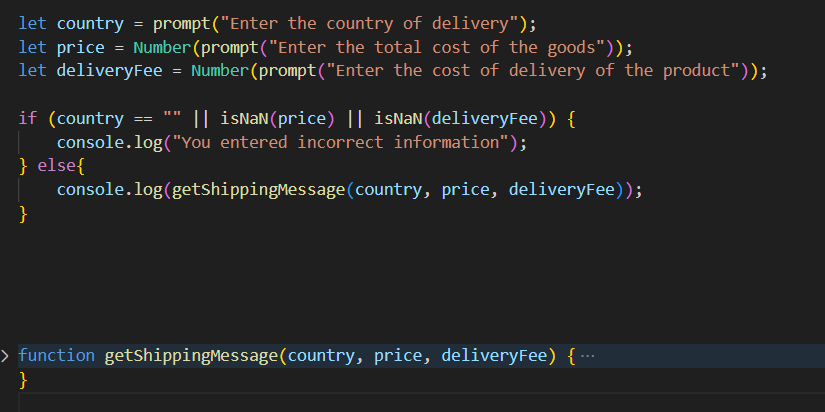 let country = prompt("Enter the country of delivery");
let price = Number(prompt("Enter the total cost of the goods"));
let deliveryFee = Number(prompt("Enter the cost of delivery of the product"));
if (country == "" || isNaN(price) || isNaN(deliveryFee)) {
console.log("You entered incorrect information");
} else{
console.log(getShippingMessage(country, price, deliveryFee));
}
function getShippingMessage(country, price, deliveryFee) { ⋯
}